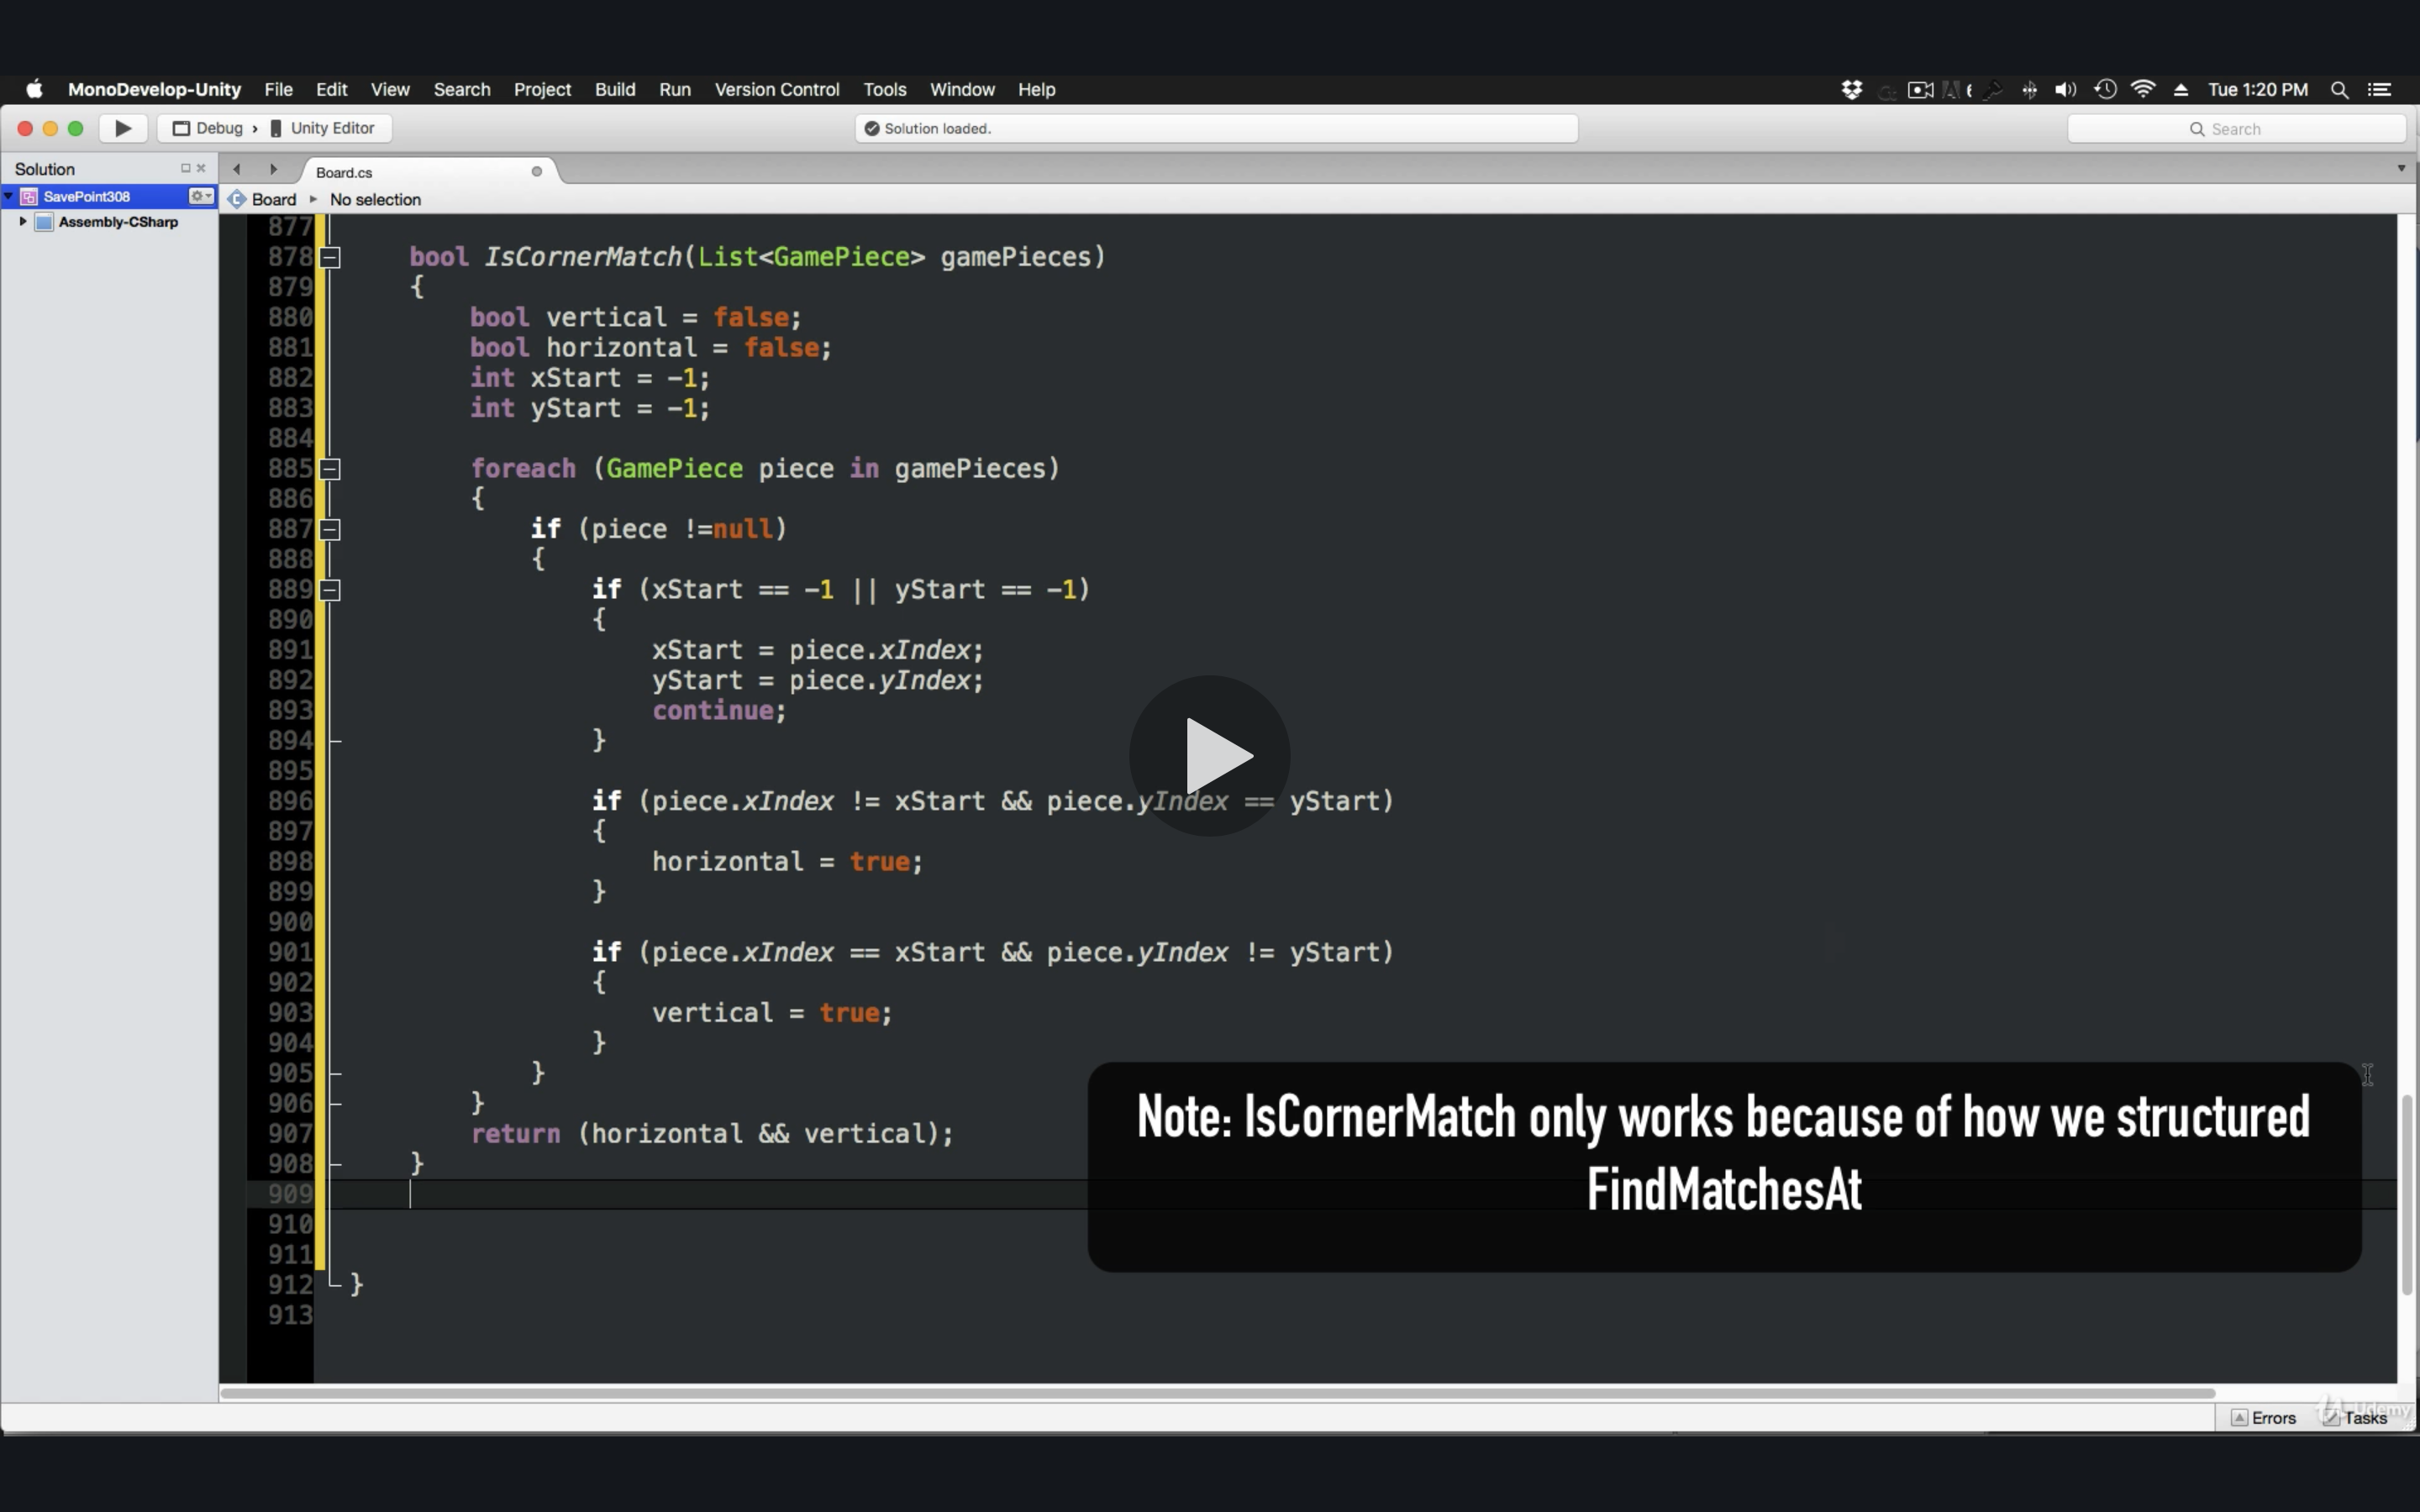 MonoDevelop-Unity File Edit View Search Project Build Run Version Control Tools Window Help Tue 1:20 PM
Debug › Unity Editor Solution loaded. Search
Solution Board.cs
SavePoint308 Board ▸ No selection
Assembly-CSharp
877
878 bool IsCornerMatch(List<GamePiece> gamePieces)
879 {
880 bool vertical = false;
881 bool horizontal = false;
882 int xStart = -1;
883 int yStart = -1;
884
885 foreach (GamePiece piece in gamePieces)
886 {
887 if (piece !=null)
888 {
889 if (xStart == -1 || yStart == -1)
890 {
891 xStart = piece.xIndex;
892 yStart = piece.yIndex;
893 continue;
894 }
895
896 if (piece.xIndex != xStart && piece.yIndex == yStart)
897 {
898 horizontal = true;
899 }
900
901 if (piece.xIndex == xStart && piece.yIndex != yStart)
902 {
903 vertical = true;
904 }
905 }
906 }
907 return (horizontal && vertical);
908 }
909
910
911
912 }
913
Note: IsCornerMatch only works because of how we structured
FindMatchesAt
Errors Tasks
Udemy